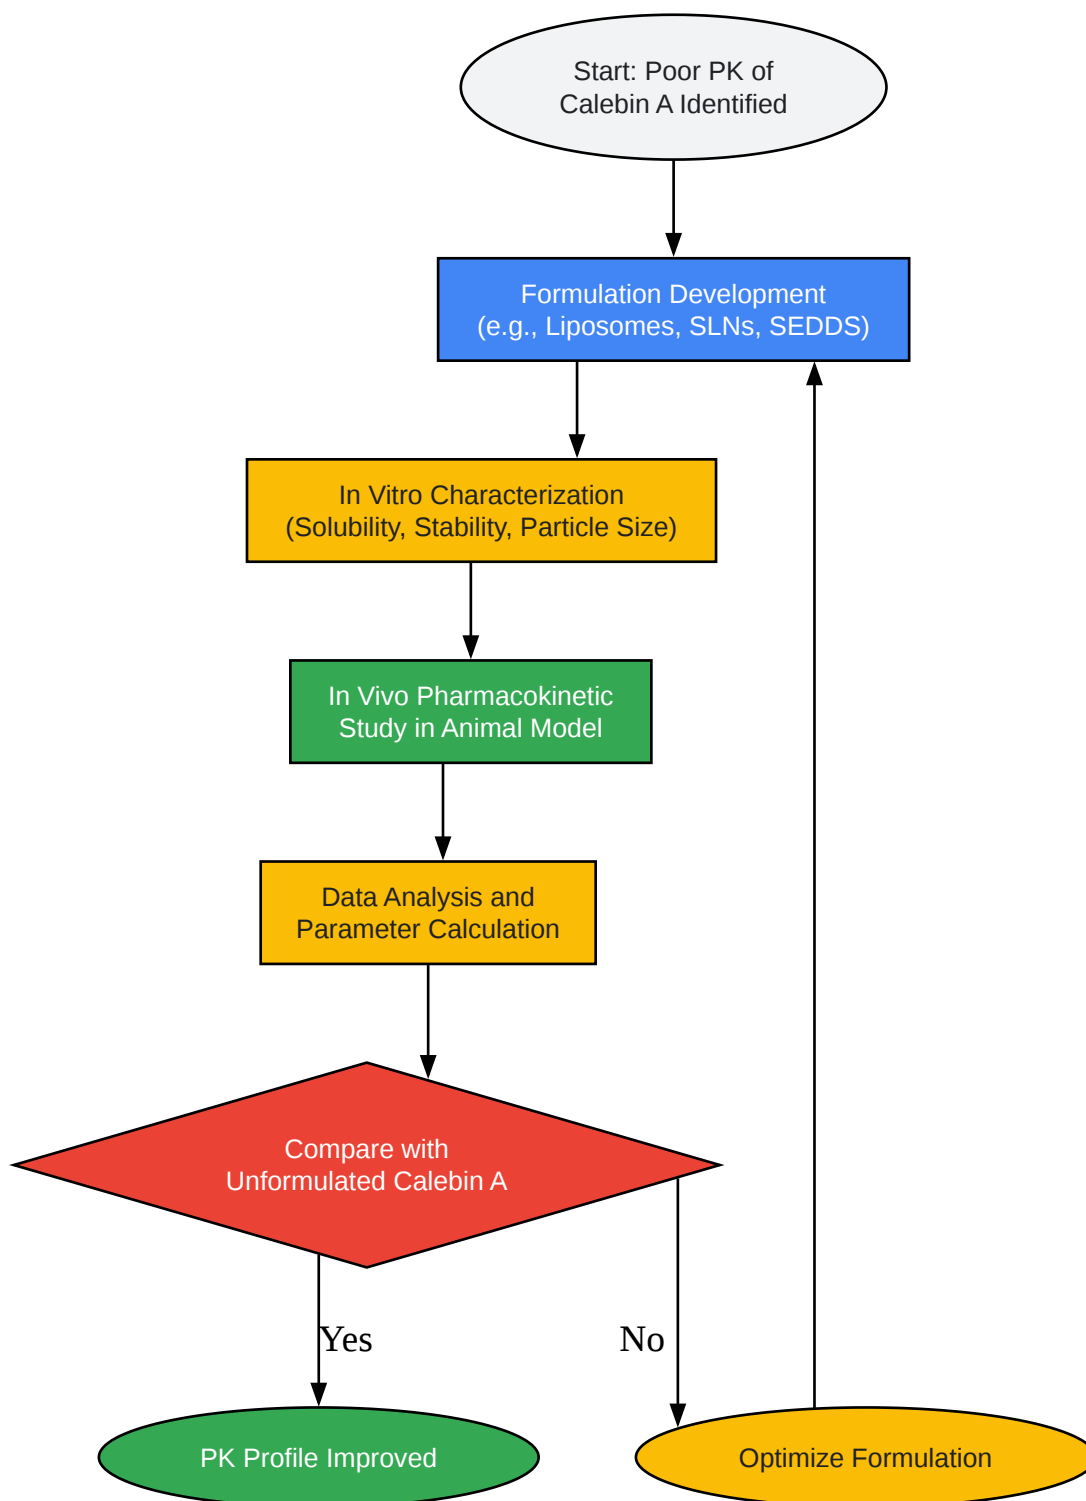 Start: Poor PK of
Calebin A Identified
Formulation Development
(e.g., Liposomes, SLNs, SEDDS)
In Vitro Characterization
(Solubility, Stability, Particle Size)
In Vivo Pharmacokinetic
Study in Animal Model
Data Analysis and
Parameter Calculation
Compare with
Unformulated Calebin A
Yes
No
PK Profile Improved
Optimize Formulation